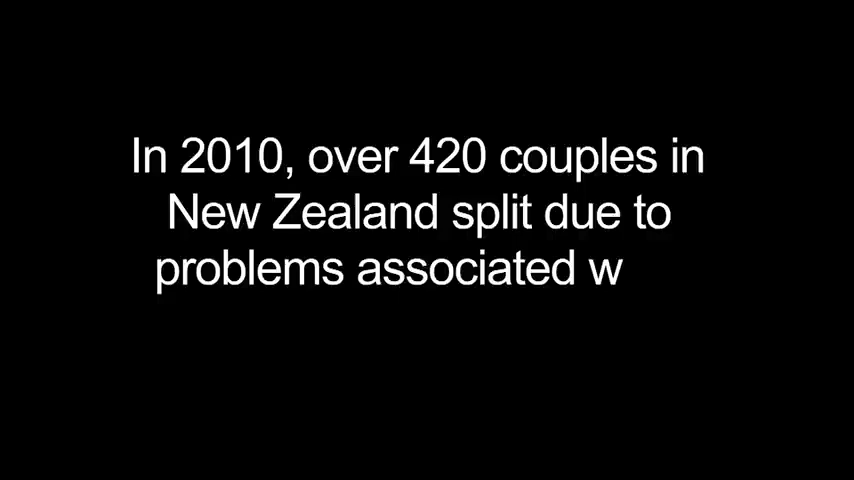 In 2010, over 420 couples in
New Zealand split due to
problems associated w